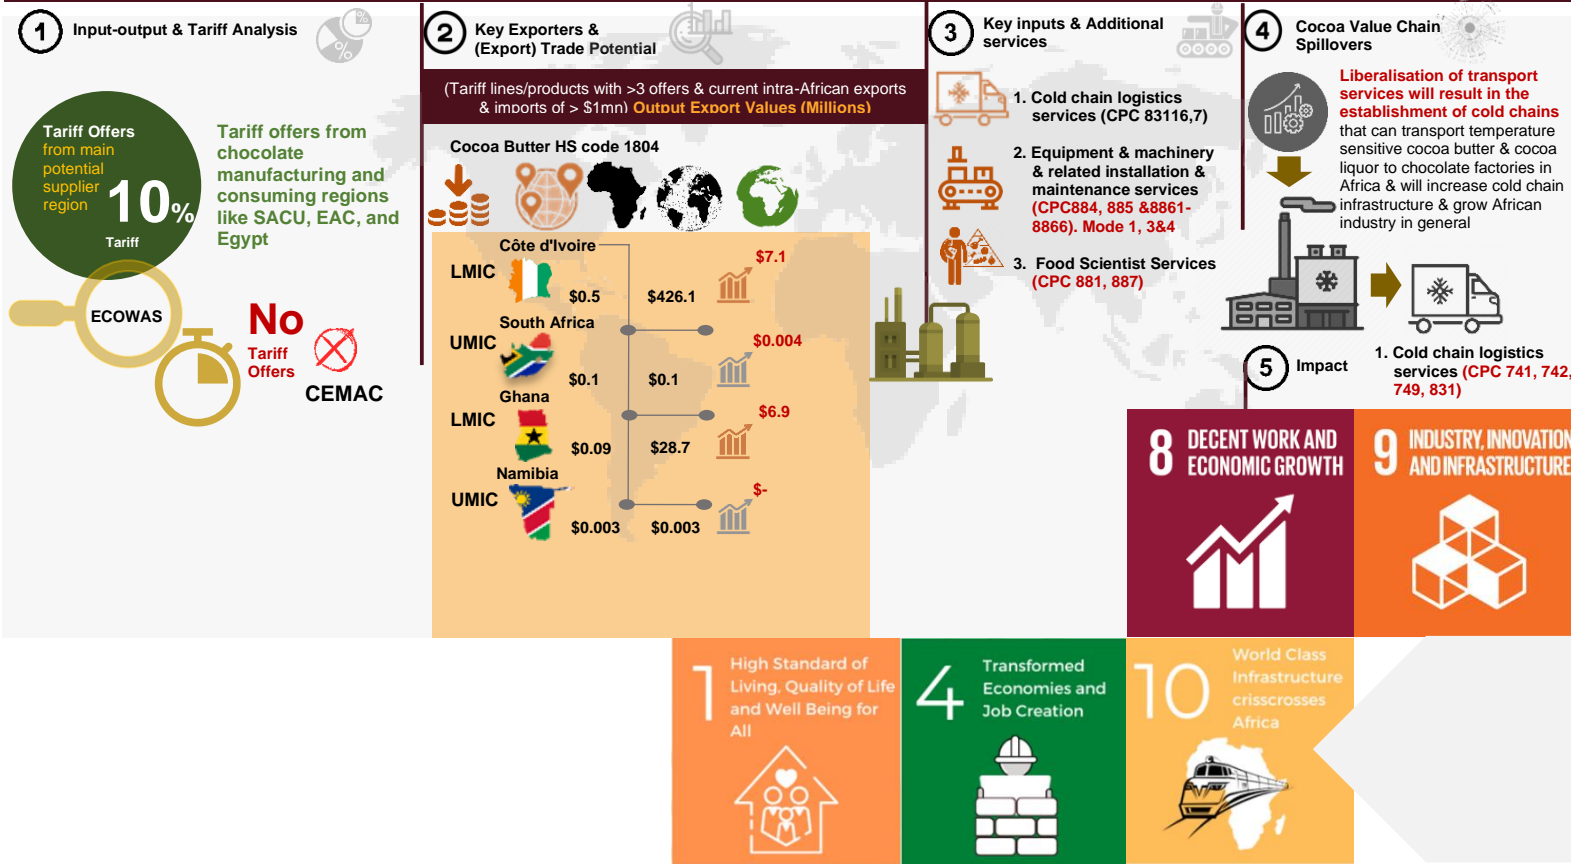 1
Input-output & Tariff Analysis
%
%
Tariff Offers
from main
potential
supplier
region
10%
Tariff
Tariff offers from
chocolate
manufacturing and
consuming regions
like SACU, EAC, and
Egypt
ECOWAS
No
Tariff
Offers
CEMAC
2
Key Exporters &
(Export) Trade Potential
(Tariff lines/products with >3 offers & current intra-African exports
& imports of > $1mn) Output Export Values (Millions)
Cocoa Butter HS code 1804
Côte d'Ivoire
LMIC
$0.5
$426.1
$7.1
South Africa
UMIC
$0.1
$0.1
$0.004
Ghana
LMIC
$0.09
$28.7
$6.9
Namibia
UMIC
$0.003
$0.003
$-
3
Key inputs & Additional
services
1. Cold chain logistics
services (CPC 83116,7)
2. Equipment & machinery
& related installation &
maintenance services
(CPC884, 885 &8861-
8866). Mode 1, 3&4
3. Food Scientist Services
(CPC 881, 887)
4
Cocoa Value Chain
Spillovers
Liberalisation of transport
services will result in the
establishment of cold chains
that can transport temperature
sensitive cocoa butter & cocoa
liquor to chocolate factories in
Africa & will increase cold chain
infrastructure & grow African
industry in general
5
Impact
1. Cold chain logistics
services (CPC 741, 742,
749, 831)
8 DECENT WORK AND
ECONOMIC GROWTH
9 INDUSTRY, INNOVATION
AND INFRASTRUCTURE
1
High Standard of
Living, Quality of Life
and Well Being for
All
4
Transformed
Economies and
Job Creation
10
World Class
Infrastructure
crisscrosses
Africa